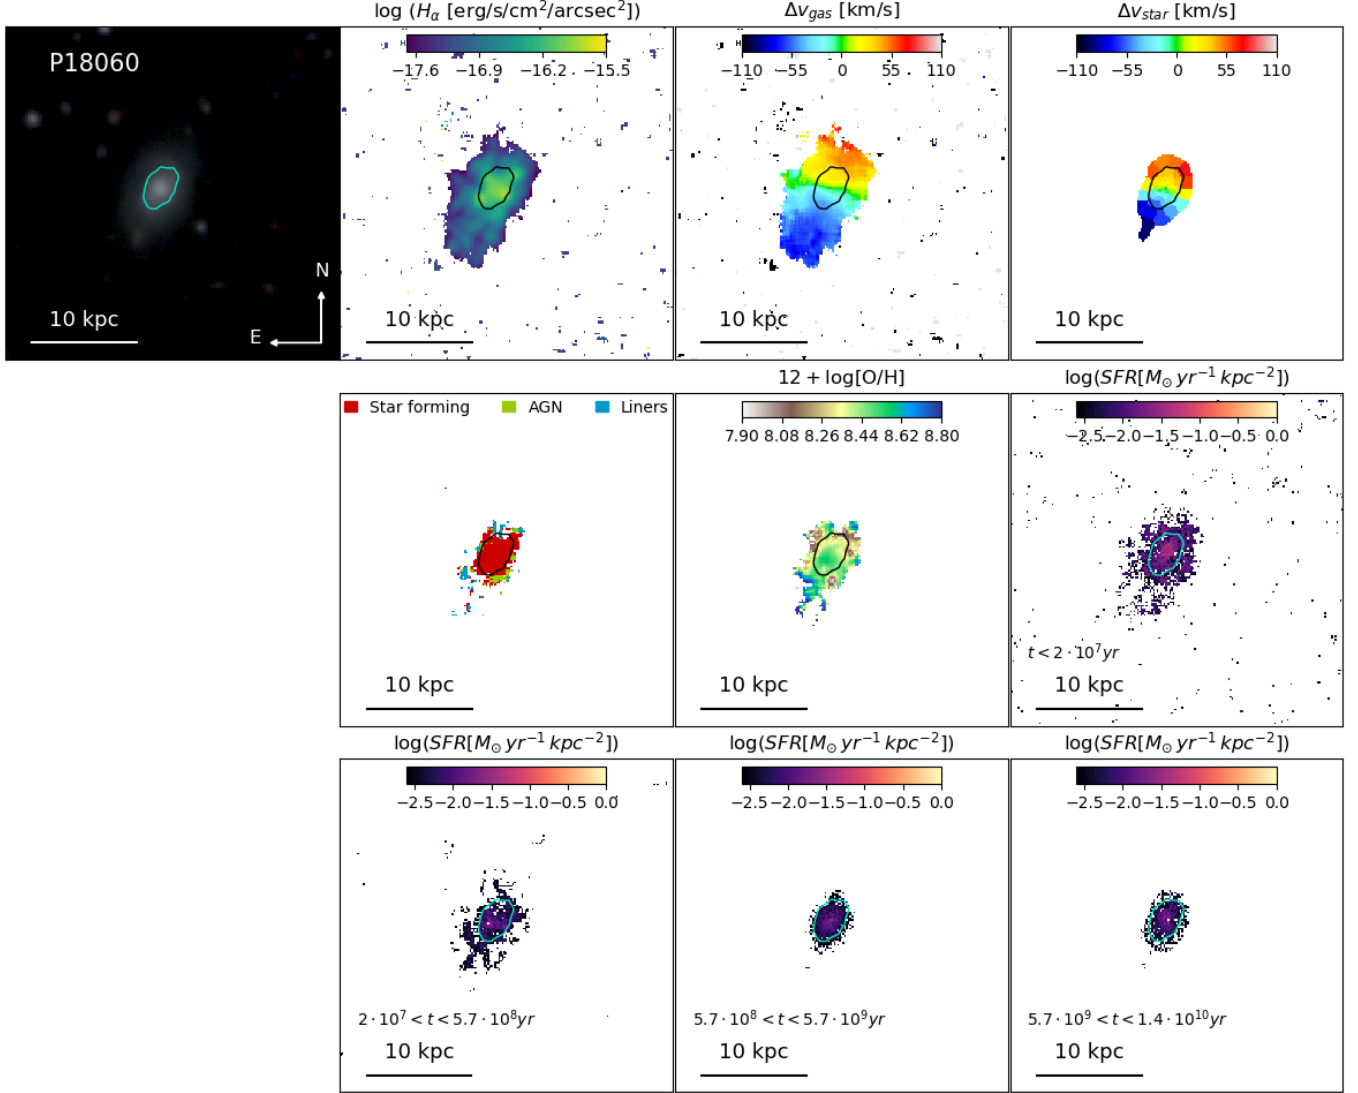 log (Hα [erg/s/cm²/arcsec²])
Δv_gas [km/s]
Δv_star [km/s]
P18060
−17.6 −16.9 −16.2 −15.5
−110 −55 0 55 110
−110 −55 0 55 110
N
E
10 kpc
10 kpc
10 kpc
10 kpc
12 + log[O/H]
log(SFR[M⊙ yr⁻¹ kpc⁻²])
Star forming AGN Liners
7.90 8.08 8.26 8.44 8.62 8.80
−2.5 −2.0 −1.5 −1.0 −0.5 0.0
t < 2 · 10⁷yr
10 kpc
10 kpc
10 kpc
log(SFR[M⊙ yr⁻¹ kpc⁻²])
log(SFR[M⊙ yr⁻¹ kpc⁻²])
log(SFR[M⊙ yr⁻¹ kpc⁻²])
−2.5 −2.0 −1.5 −1.0 −0.5 0.0
−2.5 −2.0 −1.5 −1.0 −0.5 0.0
−2.5 −2.0 −1.5 −1.0 −0.5 0.0
2 · 10⁷ < t < 5.7 · 10⁸yr
5.7 · 10⁸ < t < 5.7 · 10⁹yr
5.7 · 10⁹ < t < 1.4 · 10¹⁰yr
10 kpc
10 kpc
10 kpc